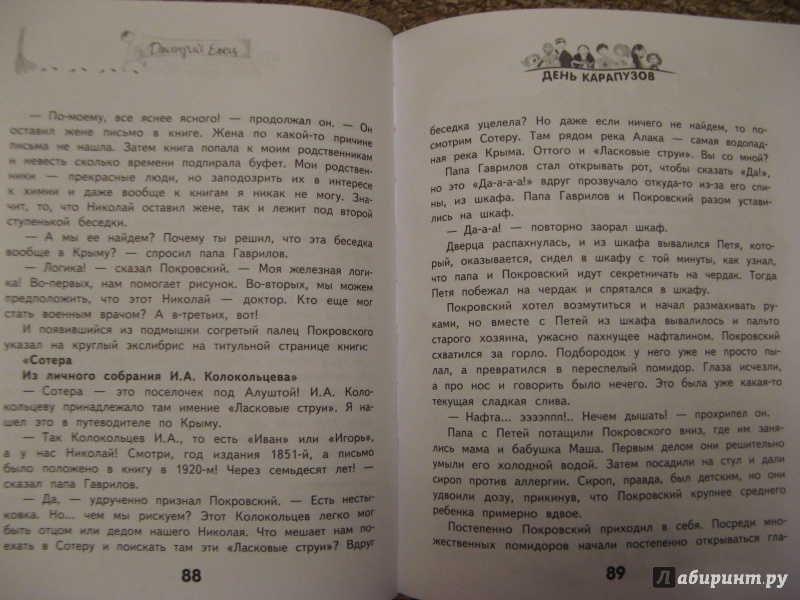 Дмитрий Емец
— По-моему, все яснее ясного! — продолжал он. — Он
оставил жене письмо в книге. Жена по какой-то причине
письма не нашла. Затем книга попала к моим родственникам
и невесть сколько времени подпирала буфет. Мои родствен-
ники — прекрасные люди, но заподозрить их в интересе
к химии и даже вообще к книгам я никак не могу. Зна-
чит, то, что Николай оставил жене, так и лежит под второй
ступенькой беседки.
— А мы ее найдем? Почему ты решил, что эта беседка
вообще в Крыму? — спросил папа Гаврилов.
— Логика! — сказал Покровский. — Моя железная логи-
ка! Во-первых, нам помогает рисунок. Во-вторых, мы можем
предположить, что этот Николай — доктор. Кто еще мог
стать военным врачом? А в-третьих, вот!
И появившийся из подмышки согретый палец Покровского
указал на круглый экслибрис на титульной странице книги:
«Сотера
Из личного собрания И.А. Колокольцева»
— Сотера — это поселочек под Алуштой! И.А. Коло-
кольцеву принадлежало там имение «Ласковые струи». Я на-
шел это в путеводителе по Крыму.
— Так Колокольцев И.А., то есть «Иван» или «Игорь»,
а у нас Николай! Смотри, год издания 1851-й, а письмо
было положено в книгу в 1920-м! Через семьдесят лет! —
сказал папа Гаврилов.
— Да, — удрученно признал Покровский. — Есть несты-
ковка. Но... чем мы рискуем? Этот Колокольцев легко мог
быть отцом или дедом нашего Николая. Что мешает нам по-
ехать в Сотеру и поискать там эти «Ласковые струи»? Вдруг
88
ДЕНЬ КАРАПУЗОВ
беседка уцелела? Но даже если ничего не найдем, то по-
смотрим Сотеру. Там рядом река Алака — самая водопад-
ная река Крыма. Оттого и «Ласковые струи». Вы со мной?
Папа Гаврилов стал открывать рот, чтобы сказать «Да!»,
но это «Да-а-а-а!» вдруг прозвучало откуда-то из-за его спи-
ны, из шкафа. Папа Гаврилов и Покровский разом устави-
лись на шкаф.
— Да-а-а! — повторно заорал шкаф.
Дверца распахнулась, и из шкафа вывалился Петя, кото-
рый, оказывается, сидел в шкафу с той минуты, как узнал,
что папа и Покровский идут секретничать на чердак. Тогда
Петя побежал на чердак и спрятался в шкафу.
Покровский хотел возмутиться и начал размахивать ру-
ками, но вместе с Петей из шкафа вывалилось и пальто
старого хозяина, ужасно пахнущее нафталином. Покровский
схватился за горло. Подбородок у него уже не просто пы-
лал, а превратился в переспелый помидор. Глаза исчезли,
а про нос и говорить было нечего. Это была уже какая-то
текущая сладкая слива.
— Нафта... эээеппп!.. Нечем дышать! — прохрипел он.
Папа с Петей потащили Покровского вниз, где им заня-
лись мама и бабушка Маша. Первым делом они решительно
умыли его холодной водой. Затем посадили на стул и дали
сироп против аллергии. Сироп, правда, был детским, но они
удвоили дозу, прикинув, что Покровский крупнее среднего
ребенка примерно вдвое.
Постепенно Покровский приходил в себя. Посреди мно-
жественных помидоров начали постепенно открываться гла-
89
Лабиринт.ру